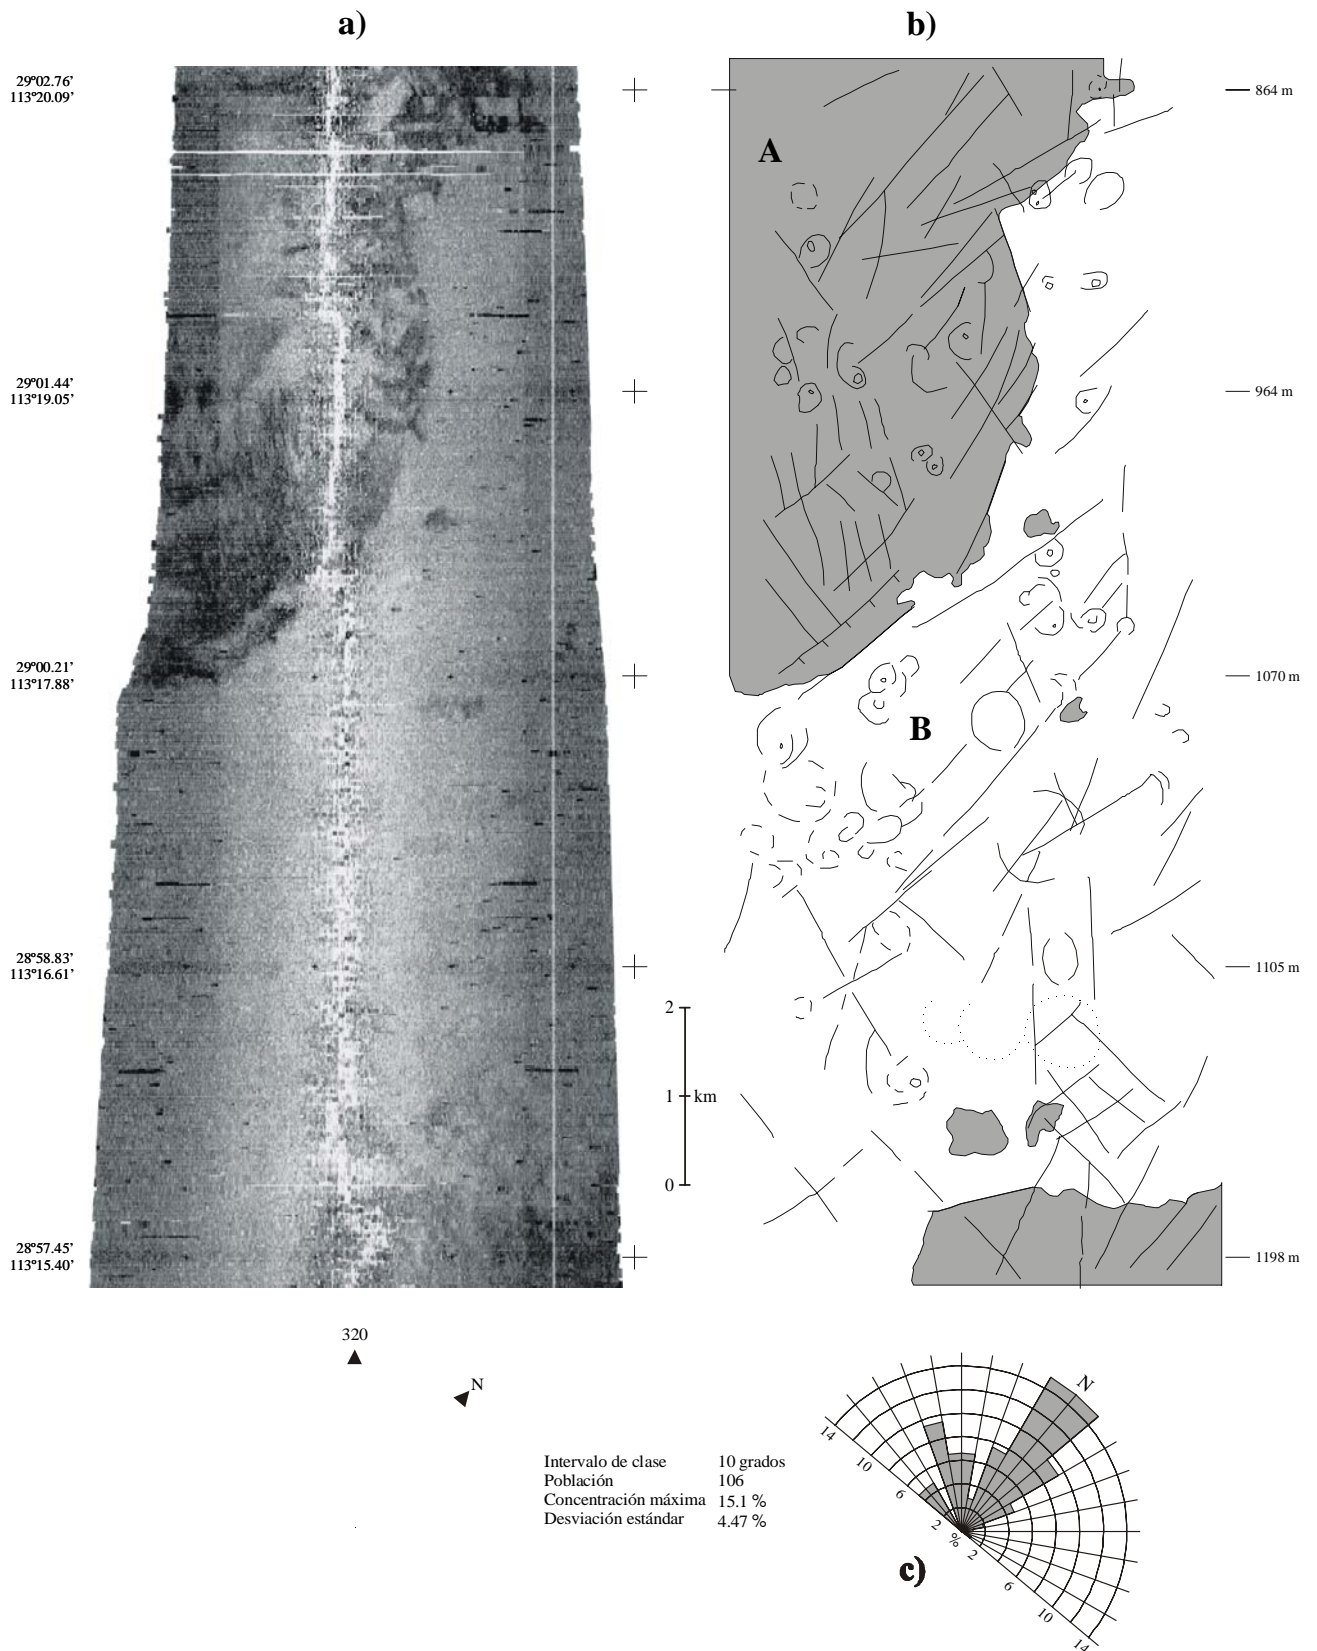 a)
b)
29°02.76’
113°20.09’
864 m
A
29°01.44’
113°19.05’
964 m
29°00.21’
113°17.88’
1070 m
B
28°58.83’
113°16.61’
1105 m
2
1 km
0
28°57.45’
113°15.40’
1198 m
320
N
N
14
10
6
2
%
2
6
10
14
Intervalo de clase 10 grados
Población 106
Concentración máxima 15.1 %
Desviación estándar 4.47 %
c)